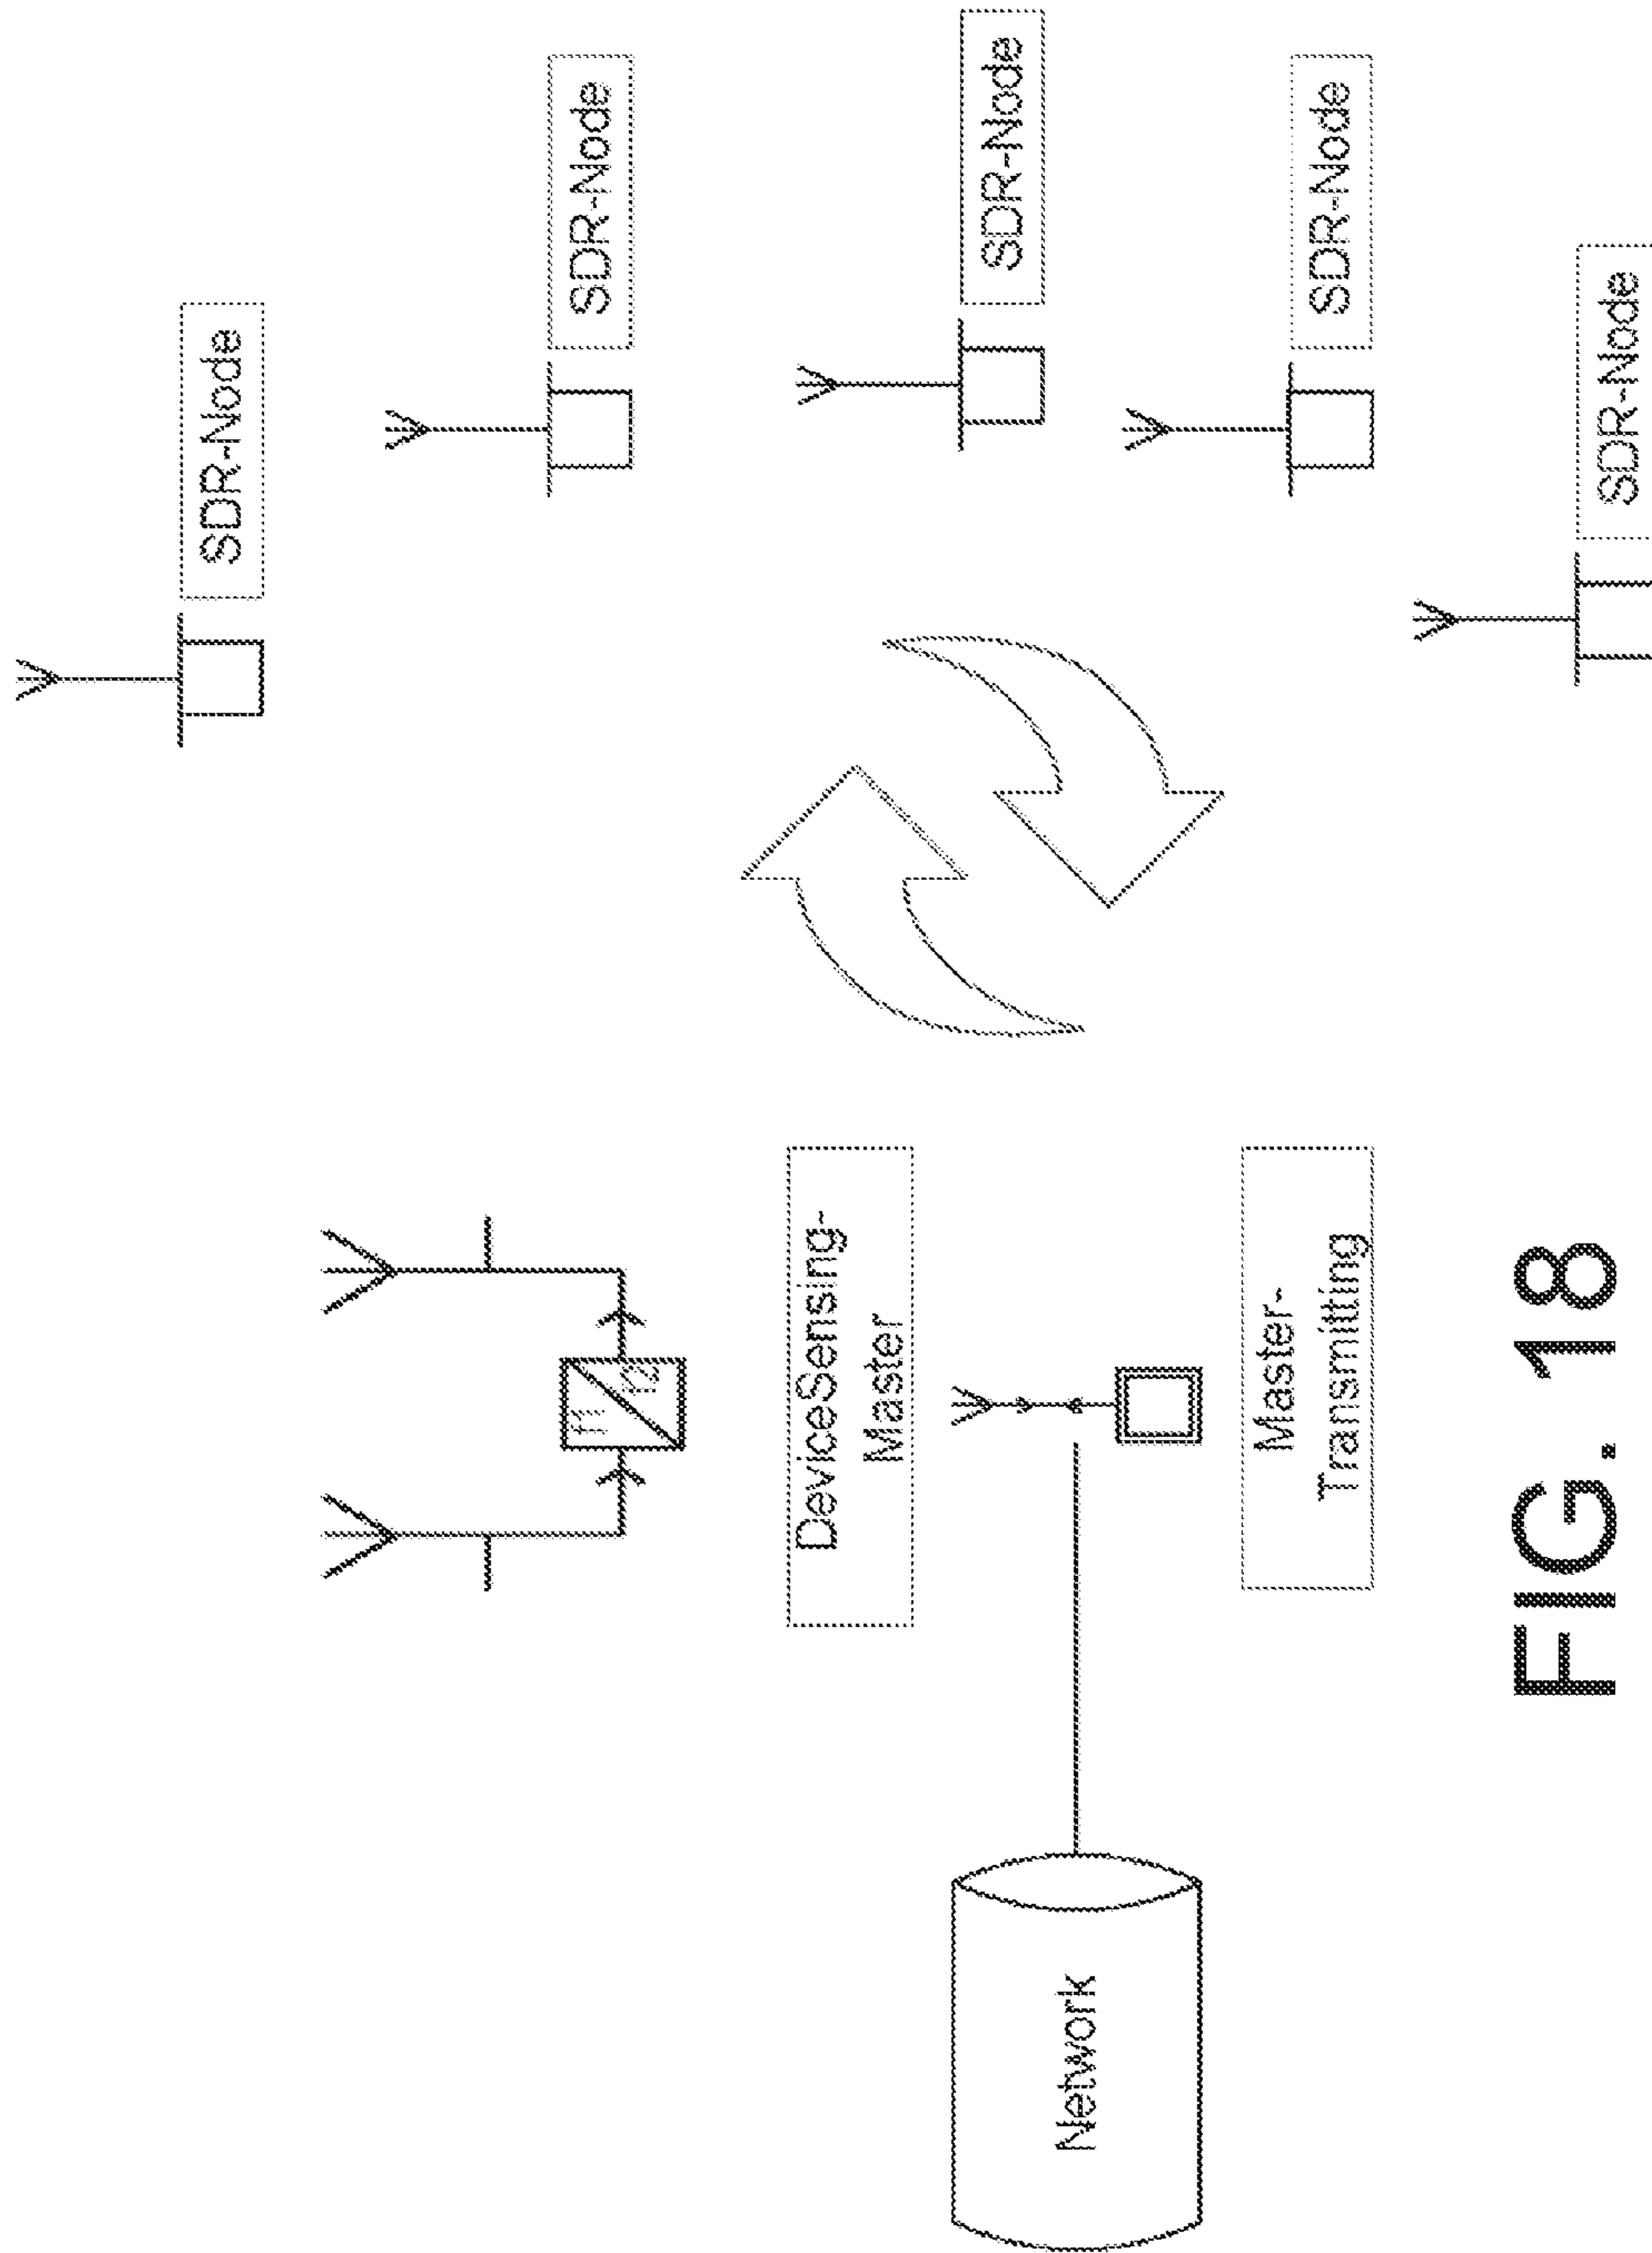 SDR-Node
SDR-Node
SDR-Node
SDR-Node
SDR-Node
f1
f2
DeviceSensing-
Master
Master-
Transmitting
Network
FIG. 18